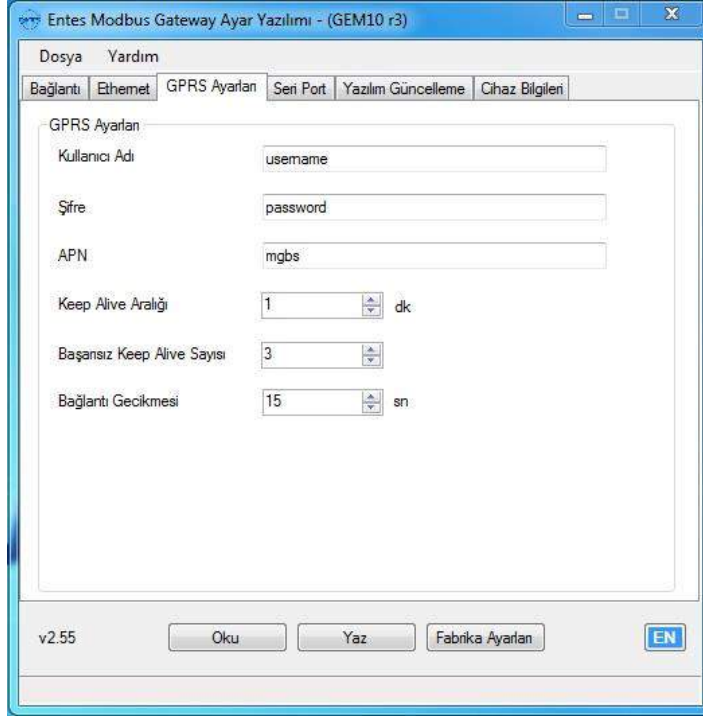 Entes Modbus Gateway Ayar Yazılımı - (GEM10 r3)
Dosya Yardım
Bağlantı Ethernet GPRS Ayarları Seri Port Yazılım Güncelleme Cihaz Bilgileri
GPRS Ayarları
Kullanıcı Adı username
Şifre password
APN mgbs
Keep Alive Aralığı 1 dk
Başarısız Keep Alive Sayısı 3
Bağlantı Gecikmesi 15 sn
v2.55 Oku Yaz Fabrika Ayarları EN